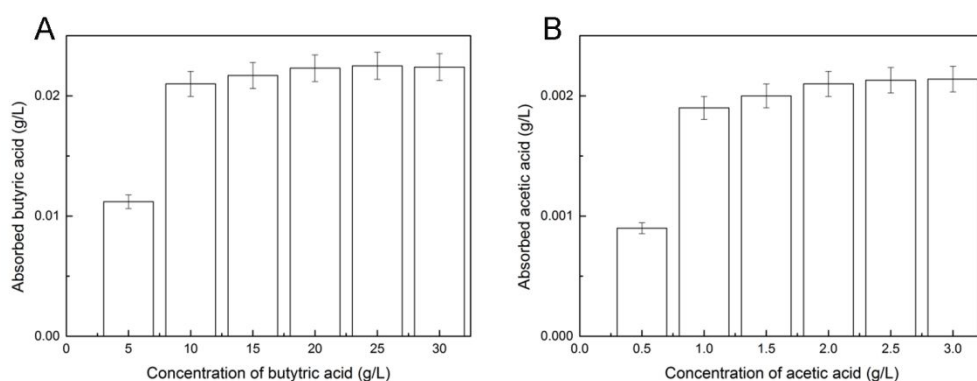 A
Absorbed butyric acid (g/L)
0.02
0.01
0.00
0 5 10 15 20 25 30
Concentration of butytric acid (g/L)
B
Absorbed acetic acid (g/L)
0.002
0.001
0.000
0.0 0.5 1.0 1.5 2.0 2.5 3.0
Concentration of acetic acid (g/L)